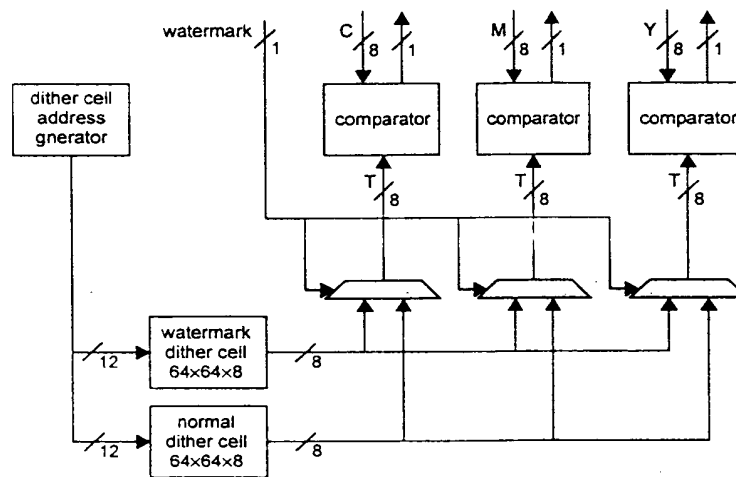 watermark
1
C
8
1
M
8
1
Y
8
1
dither cell
address
gnerator
comparator
comparator
comparator
T
8
T
8
T
8
12
watermark
dither cell
64×64×8
8
12
normal
dither cell
64×64×8
8